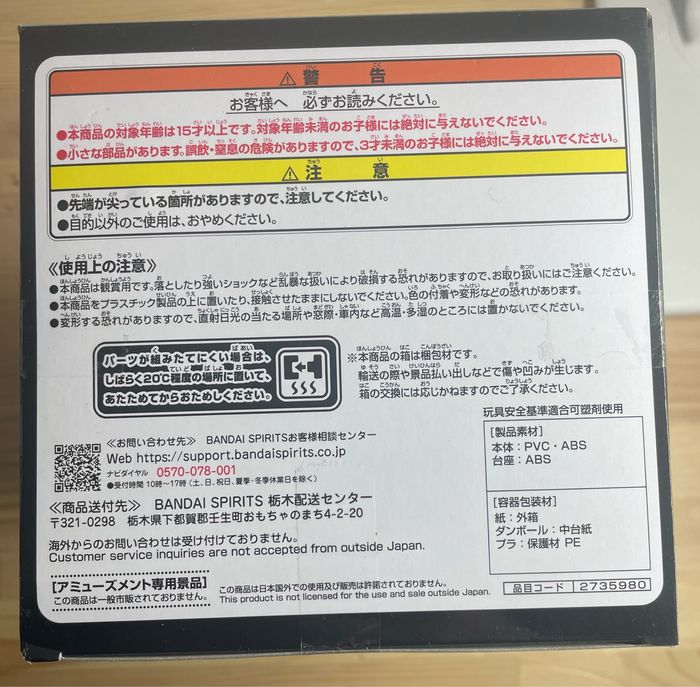 ⚠警告
お客様へ 必ずお読みください。
●本商品の対象年齢は15才以上です。対象年齢未満のお子様には絶対に与えないでください。
●小さな部品があります。誤飲・窒息の危険がありますので、3才未満のお子様には絶対に与えないでください。
⚠注意
●先端が尖っている箇所がありますので、注意してください。
●目的以外のご使用は、おやめください。
《使用上の注意》
●本商品は観賞用です。落としたり強いショックなど乱暴な扱いにより破損する恐れがありますので、お取り扱いにはご注意ください。
●本商品をプラスチック製品の上に置いたり、接触させたままにしないでください。色の付着や変形などの恐れがあります。
●変形する恐れがありますので、直射日光の当たる場所や窓際・車内など高温・多湿のところには置かないでください。
パーツが組みたてにくい場合は、
しばらく20℃程度の場所に置いて、
あたためてからおためしください。
※本商品の箱は梱包材です。
輸送の際や景品払い出しなどで傷や凹みが生じます。
箱の交換には応じかねますのでご了承ください。
《お問い合わせ先》 BANDAI SPIRITSお客様相談センター
Web https://support.bandaispirits.co.jp
ナビダイヤル 0570-078-001
●受付時間 10時〜17時(土、日、祝日、夏季・冬季休業日を除く)
《商品送付先》 BANDAI SPIRITS 栃木配送センター
〒321-0298 栃木県下都賀郡壬生町おもちゃのまち4-2-20
海外からのお問い合わせは受け付けておりません。
Customer service inquiries are not accepted from outside Japan.
玩具安全基準適合可塑剤使用
[製品素材]
本体：PVC・ABS
台座：ABS
[容器包装材]
紙：外箱
ダンボール：中台紙
プラ：保護材 PE
[アミューズメント専用景品]
この商品は一般市販されておりません。
この商品は日本国外での使用及び販売は許諾されておりません。
This product is not licensed for the use and sale outside Japan.
品目コード 2735980